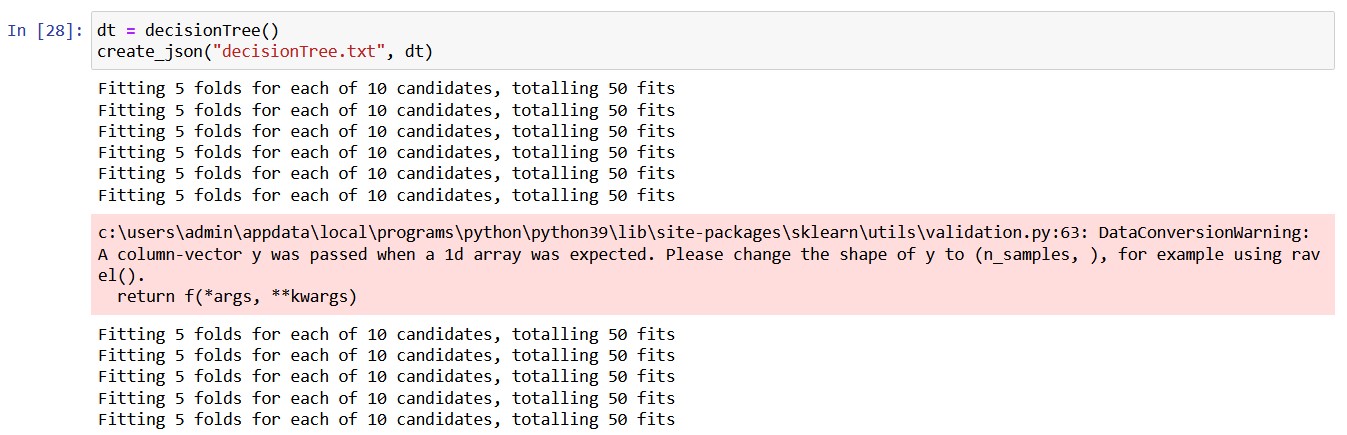 In [28]: dt = decisionTree()
create_json("decisionTree.txt", dt)
Fitting 5 folds for each of 10 candidates, totalling 50 fits
Fitting 5 folds for each of 10 candidates, totalling 50 fits
Fitting 5 folds for each of 10 candidates, totalling 50 fits
Fitting 5 folds for each of 10 candidates, totalling 50 fits
Fitting 5 folds for each of 10 candidates, totalling 50 fits
Fitting 5 folds for each of 10 candidates, totalling 50 fits
c:\users\admin\appdata\local\programs\python\python39\lib\site-packages\sklearn\utils\validation.py:63: DataConversionWarning:
A column-vector y was passed when a 1d array was expected. Please change the shape of y to (n_samples, ), for example using rav
el().
return f(*args, **kwargs)
Fitting 5 folds for each of 10 candidates, totalling 50 fits
Fitting 5 folds for each of 10 candidates, totalling 50 fits
Fitting 5 folds for each of 10 candidates, totalling 50 fits
Fitting 5 folds for each of 10 candidates, totalling 50 fits
Fitting 5 folds for each of 10 candidates, totalling 50 fits